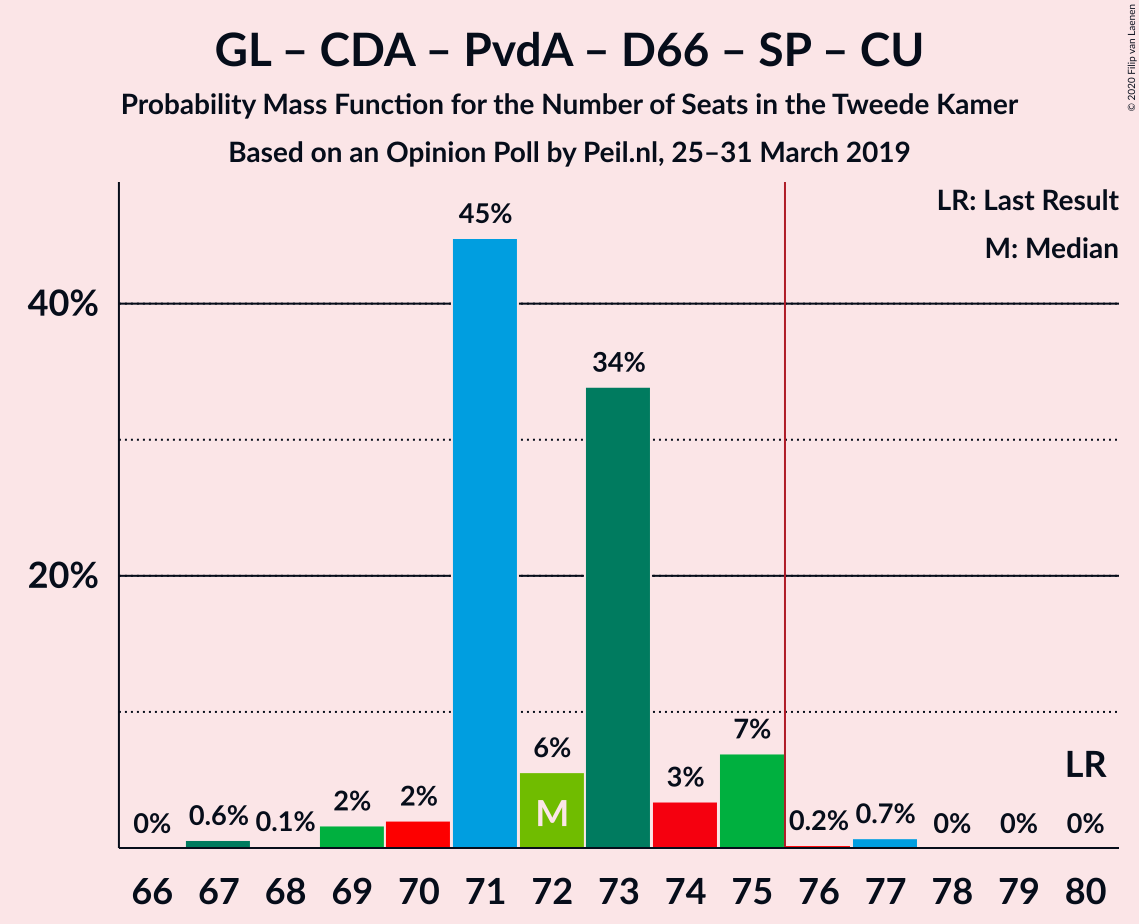 GL – CDA – PvdA – D66 – SP – CU
Probability Mass Function for the Number of Seats in the Tweede Kamer
Based on an Opinion Poll by Peil.nl, 25–31 March 2019
© 2020 Filip van Laenen
LR: Last Result
M: Median
45%
40%
34%
20%
7%
6%
3%
2%
2%
0.7%
0.6%
0.2%
0.1%
0%
0%
0%
0%
LR
M
66 67 68 69 70 71 72 73 74 75 76 77 78 79 80